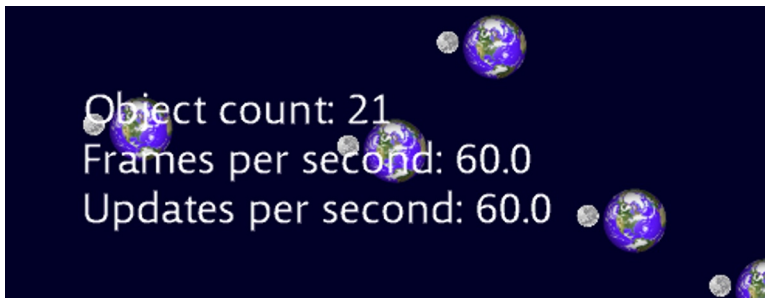 Object count: 21
Frames per second: 60.0
Updates per second: 60.0